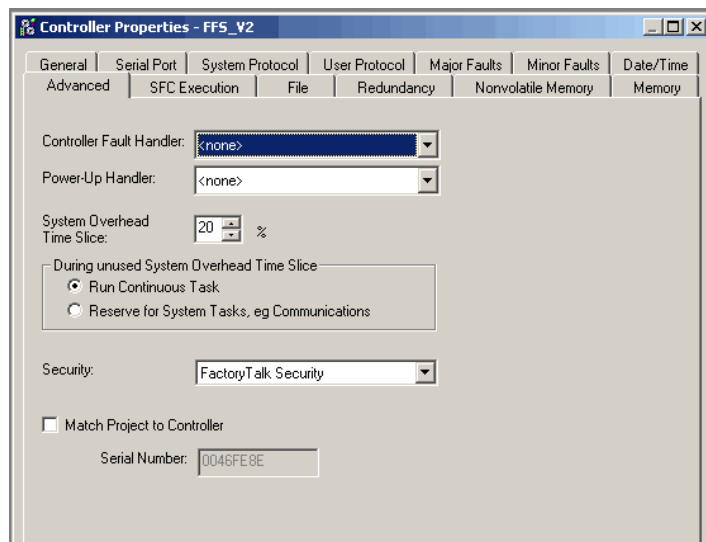 Controller Properties - FFS_V2
General Serial Port System Protocol User Protocol Major Faults Minor Faults Date/Time
Advanced SFC Execution File Redundancy Nonvolatile Memory Memory
Controller Fault Handler: <none>
Power-Up Handler: <none>
System Overhead
Time Slice: 20 %
During unused System Overhead Time Slice
Run Continuous Task
Reserve for System Tasks, eg Communications
Security: FactoryTalk Security
Match Project to Controller
Serial Number: 0046FE8E